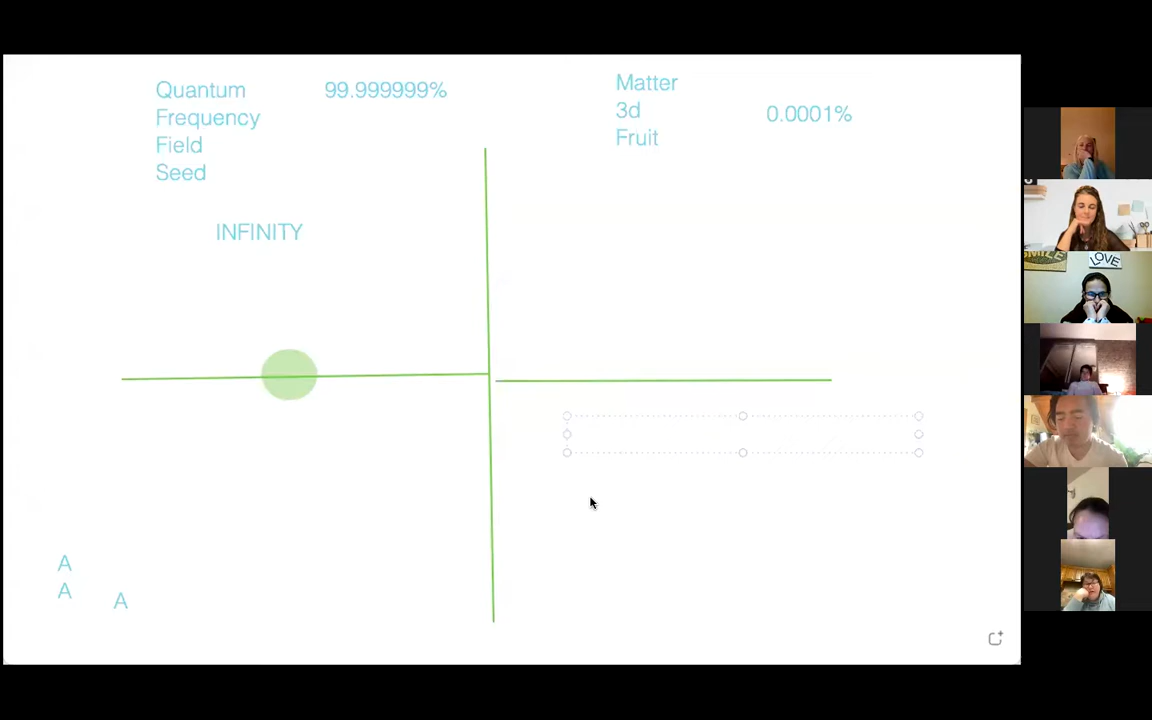 Quantum
99.999999%
Frequency
Field
Seed
INFINITY
Matter
3d
0.0001%
Fruit
A
A
A
SMILE
LOVE